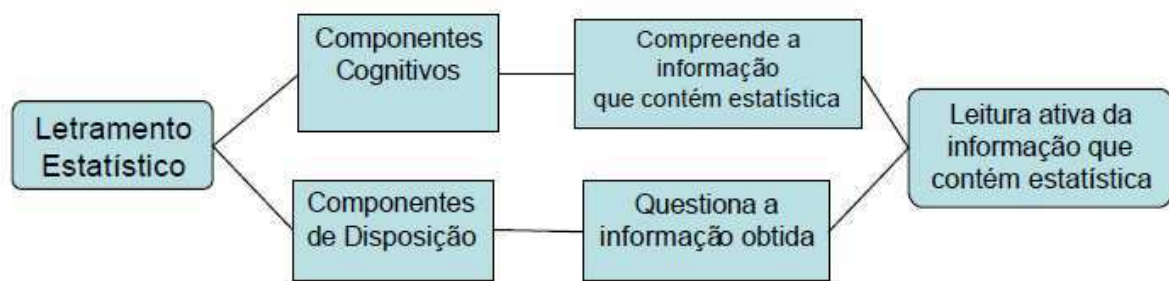 Letramento
Estatístico
Componentes
Cognitivos
Compreende a
informação
que contém estatística
Componentes
de Disposição
Questiona a
informação obtida
Leitura ativa da
informação que
contém estatística